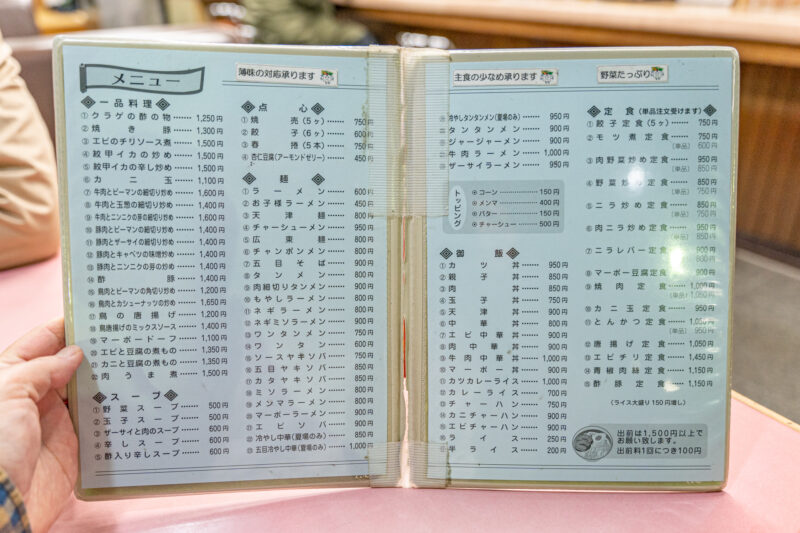 メニュー
薄味の対応承ります
一品料理
① クラゲの酢の物 …… 1,250円
② 焼き豚 …… 1,300円
③ エビのチリソース煮 …… 1,500円
④ 紋甲イカの炒め …… 1,500円
⑤ 紋甲イカの辛し炒め …… 1,500円
⑥ カニ玉 …… 1,100円
⑦ 牛肉とピーマンの細切り炒め …… 1,600円
⑧ 牛肉と玉葱の細切り炒め …… 1,400円
⑨ 牛肉とニンニクの芽の細切り炒め …… 1,600円
⑩ 豚肉とピーマンの細切り炒め …… 1,400円
⑪ 豚肉とザーサイの細切り炒め …… 1,400円
⑫ 豚肉とキャベツの味噌炒め …… 1,400円
⑬ 豚肉とニンニクの芽の炒め …… 1,400円
⑭ 酢豚 …… 1,400円
⑮ 鳥肉とピーマンの角切り炒め …… 1,200円
⑯ 鳥肉とカシューナッツの炒め …… 1,650円
⑰ 鳥の唐揚げ …… 1,200円
⑱ 鳥唐揚げのミックスソース …… 1,400円
⑲ マーボードーフ …… 1,100円
⑳ エビと豆腐の煮もの …… 1,350円
㉑ カニと豆腐の煮もの …… 1,350円
㉒ 肉うま煮 …… 1,500円
スープ
① 野菜スープ …… 500円
② 玉子スープ …… 500円
③ ザーサイと肉のスープ …… 600円
④ 辛しスープ …… 600円
⑤ 酢入り辛しスープ …… 600円
点心
① 焼売(5ヶ) …… 750円
② 餃子(6ヶ) …… 600円
③ 春捲(5本) …… 750円
④ 杏仁豆腐(アーモンドゼリー) …… 450円
麺
① ラーメン …… 600円
② お子様ラーメン ……
③ 天津麺 …… 800円
④ チャーシューメン …… 950円
⑤ 広東麺 ……
⑥ チャンポンメン …… 800円
⑦ 五目そば ……
⑧ タンメン …… 800円
⑨ 肉細切りタンメン …… 900円
⑩ もやしラーメン …… 800円
⑪ ネギラーメン …… 800円
⑫ ネギミソラーメン …… 900円
⑬ ワンタンメン …… 750円
⑭ ワンタン …… 600円
⑮ ソースヤキソバ ……
⑯ 五目ヤキソバ ……
⑰ カタヤキソバ ……
⑱ ミソラーメン …… 800円
⑲ メンマラーメン ……
⑳ マーボーラーメン …… 900円
㉑ エビソバ …… 900円
㉒ 冷やし中華(夏場のみ) …… 850円
㉓ 五目冷やし中華(夏場のみ) …… 1,000円
主食の少なめ承ります
野菜たっぷり
冷やしタンタンメン(夏場のみ) 950円
タンタンメン …… 900円
ジャージャーメン …… 900円
牛肉ラーメン …… 1,000円
ザーサイラーメン …… 950円
トッピング
コーン …… 150円
メンマ …… 400円
バター …… 150円
チャーシュー …… 500円
御飯
① カツ丼 …… 950円
② 親子丼 …… 850円
③ 肉丼 …… 850円
④ 玉子丼 …… 750円
⑤ 天津丼 …… 850円
⑥ 中華丼 …… 800円
⑦ エビ中華丼 …… 900円
⑧ 肉中華丼 …… 900円
⑨ 牛肉中華丼 …… 1,000円
⑩ マーボー丼 …… 900円
⑪ カツカレーライス …… 1,000円
⑫ カレーライス …… 700円
⑬ チャーハン …… 750円
⑭ カニチャーハン …… 900円
⑮ エビチャーハン …… 900円
⑯ ライス …… 250円
⑰ 半ライス …… 200円
定食(単品注文受けます)
① 餃子定食(5ヶ) …… 750円
② モツ煮定食 …… 750円
(単品) 600円
③ 肉野菜炒め定食 …… 950円
(単品) 850円
④ 野菜炒め定食 …… 850円
(単品) 750円
⑤ ニラ炒め定食 …… 850円
(単品) 750円
⑥ 肉ニラ炒め定食 …… 950円
(単品) 850円
⑦ ニラレバー定食 …… 900円
⑧ マーボー豆腐定食 …… 900円
⑨ 焼肉定食 ……
(単品)
⑩ カニ玉定食 ……
⑪ とんかつ定食 ……
(単品) 950円
⑫ 唐揚げ定食 …… 1,050円
⑬ エビチリ定食 …… 1,450円
⑭ 青椒肉絲定食 …… 1,150円
⑮ 酢豚定食 …… 1,150円
(ライス大盛り150円増し)
出前は1,500円以上で
お願い致します。
出前料1回につき100円